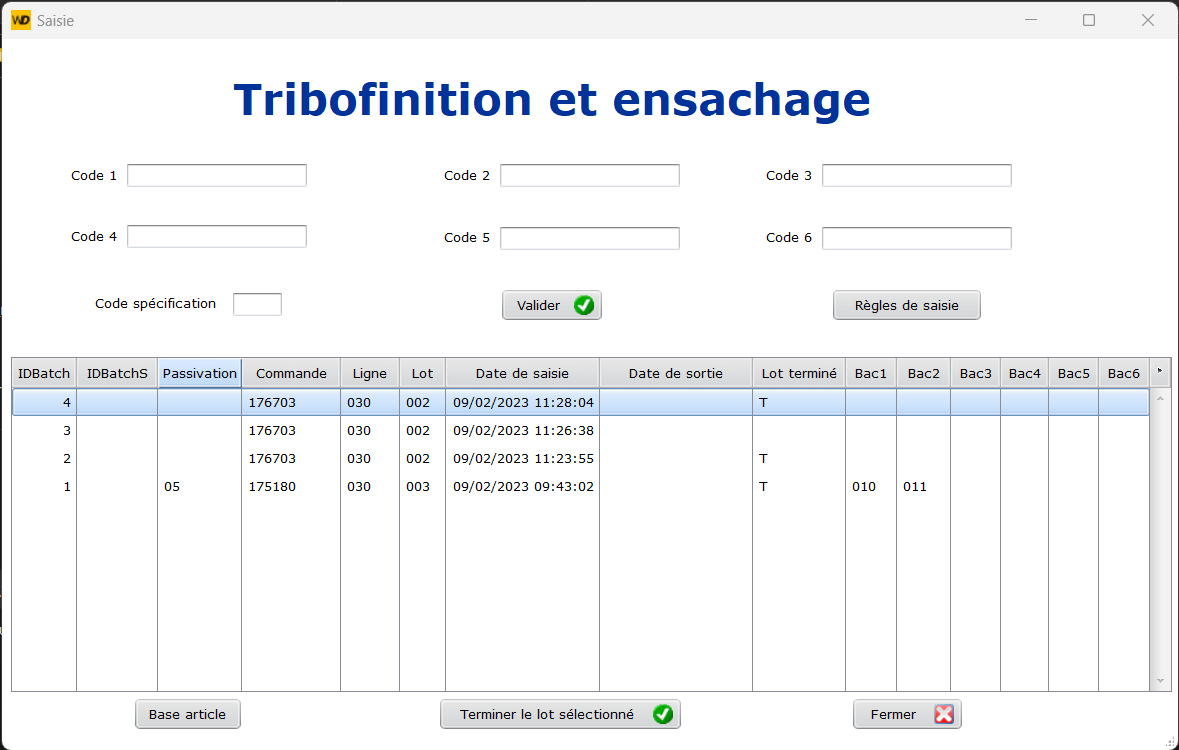 WD Saisie
Tribofinition et ensachage
Code 1 Code 2 Code 3
Code 4 Code 5 Code 6
Code spécification Valider Règles de saisie
IDBatch IDBatchS Passivation Commande Ligne Lot Date de saisie Date de sortie Lot terminé Bac1 Bac2 Bac3 Bac4 Bac5 Bac6
4 176703 030 002 09/02/2023 11:28:04 T
3 176703 030 002 09/02/2023 11:26:38
2 176703 030 002 09/02/2023 11:23:55 T
1 05 175180 030 003 09/02/2023 09:43:02 T 010 011
Base article Terminer le lot sélectionné Fermer